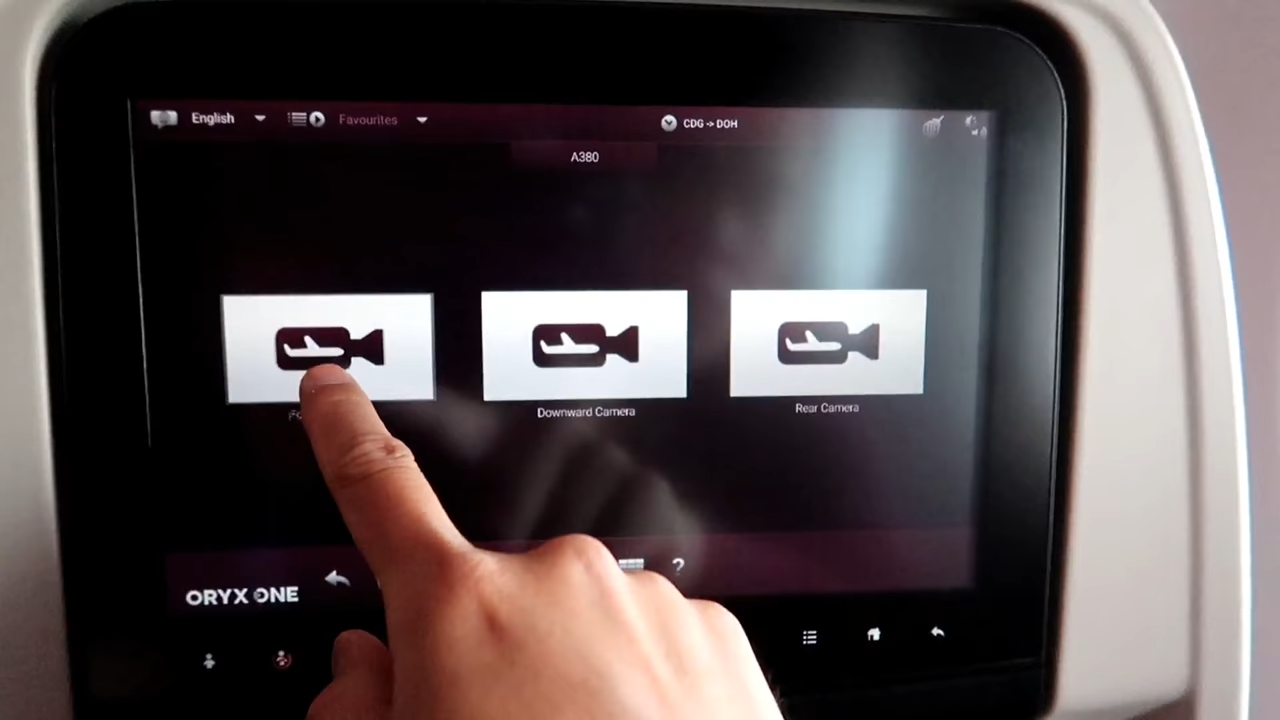 English
Favourites
CDG -> DOH
A380
Downward Camera
Rear Camera
?
ORYX ONE